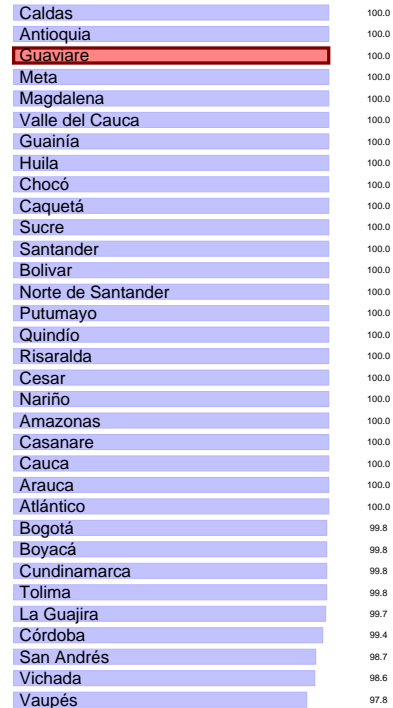 Caldas 100.0
Antioquia 100.0
Guaviare 100.0
Meta 100.0
Magdalena 100.0
Valle del Cauca 100.0
Guainía 100.0
Huila 100.0
Chocó 100.0
Caquetá 100.0
Sucre 100.0
Santander 100.0
Bolivar 100.0
Norte de Santander 100.0
Putumayo 100.0
Quindío 100.0
Risaralda 100.0
Cesar 100.0
Nariño 100.0
Amazonas 100.0
Casanare 100.0
Cauca 100.0
Arauca 100.0
Atlántico 100.0
Bogotá 99.8
Boyacá 99.8
Cundinamarca 99.8
Tolima 99.8
La Guajira 99.7
Córdoba 99.4
San Andrés 98.7
Vichada 98.6
Vaupés 97.8